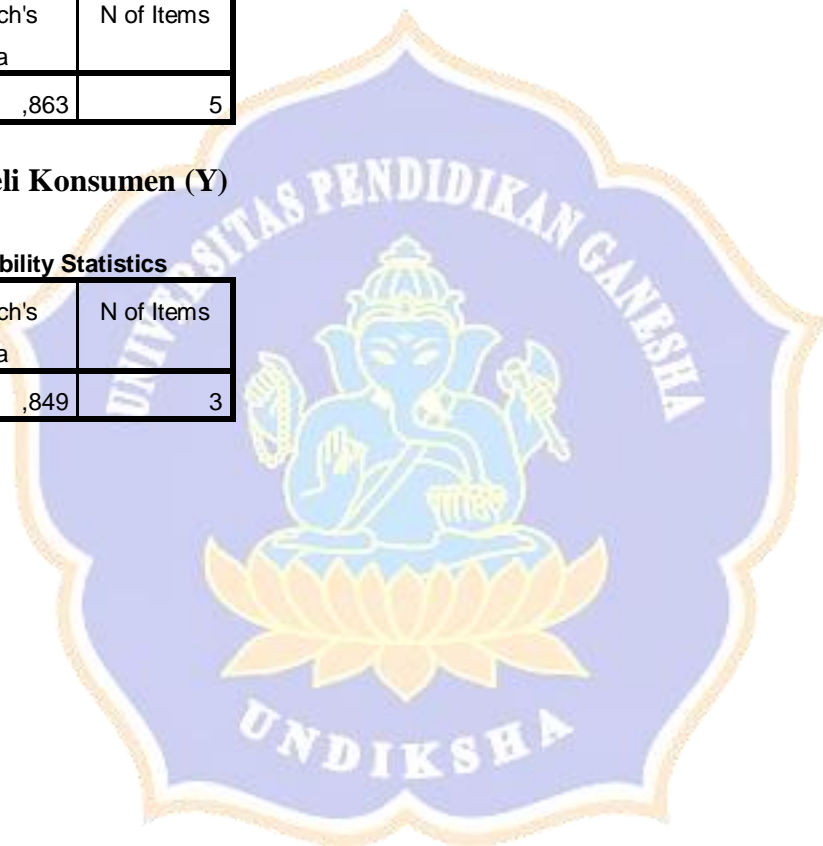 ch's N of Items
a
,863 5
eli Konsumen (Y)
bility Statistics
ch's N of Items
a
,849 3
UNIVERSITAS PENDIDIKAN GANESHA
UNDIKSHA